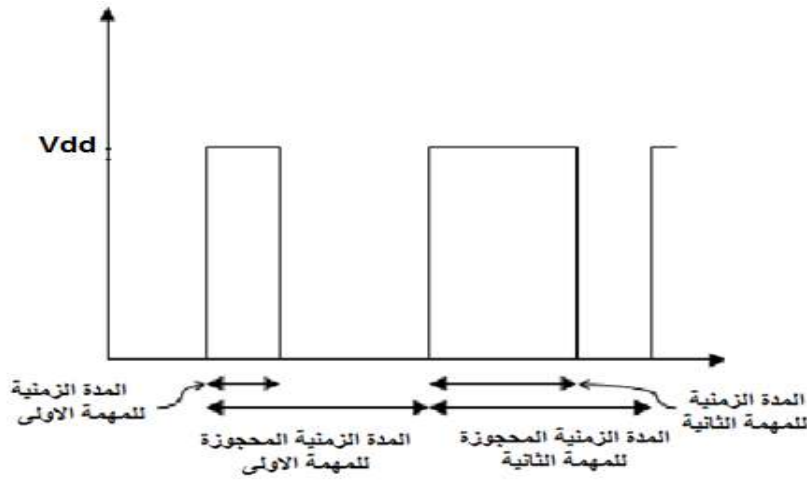 Vdd
المدة الزمنية
للمهمة الاولى
المدة الزمنية
للمهمة الثانية
المدة الزمنية المحجوزة
للمهمة الاولى
المدة الزمنية المحجوزة
للمهمة الثانية